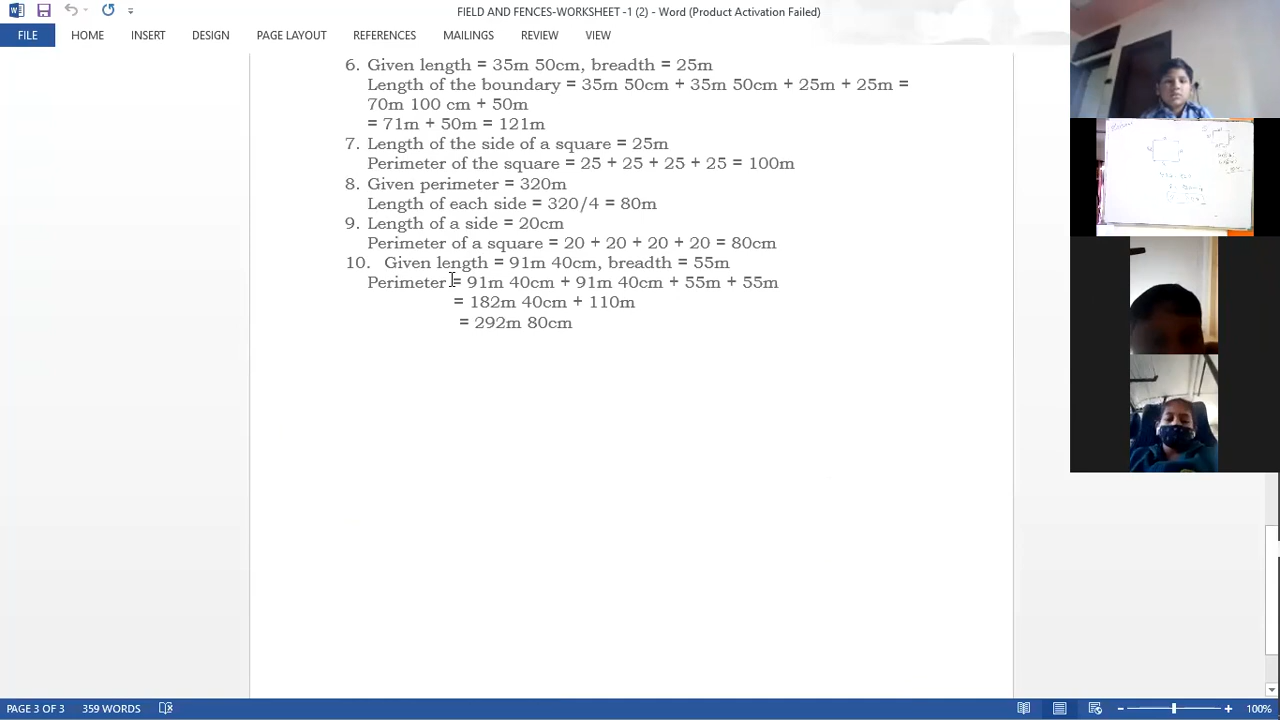 FIELD AND FENCES-WORKSHEET -1 (2) - Word (Product Activation Failed)
FILE HOME INSERT DESIGN PAGE LAYOUT REFERENCES MAILINGS REVIEW VIEW
6. Given length = 35m 50cm, breadth = 25m
Length of the boundary = 35m 50cm + 35m 50cm + 25m + 25m =
70m 100 cm + 50m
= 71m + 50m = 121m
7. Length of the side of a square = 25m
Perimeter of the square = 25 + 25 + 25 + 25 = 100m
8. Given perimeter = 320m
Length of each side = 320/4 = 80m
9. Length of a side = 20cm
Perimeter of a square = 20 + 20 + 20 + 20 = 80cm
10. Given length = 91m 40cm, breadth = 55m
Perimeter = 91m 40cm + 91m 40cm + 55m + 55m
= 182m 40cm + 110m
= 292m 80cm
PAGE 3 OF 3 359 WORDS 100%